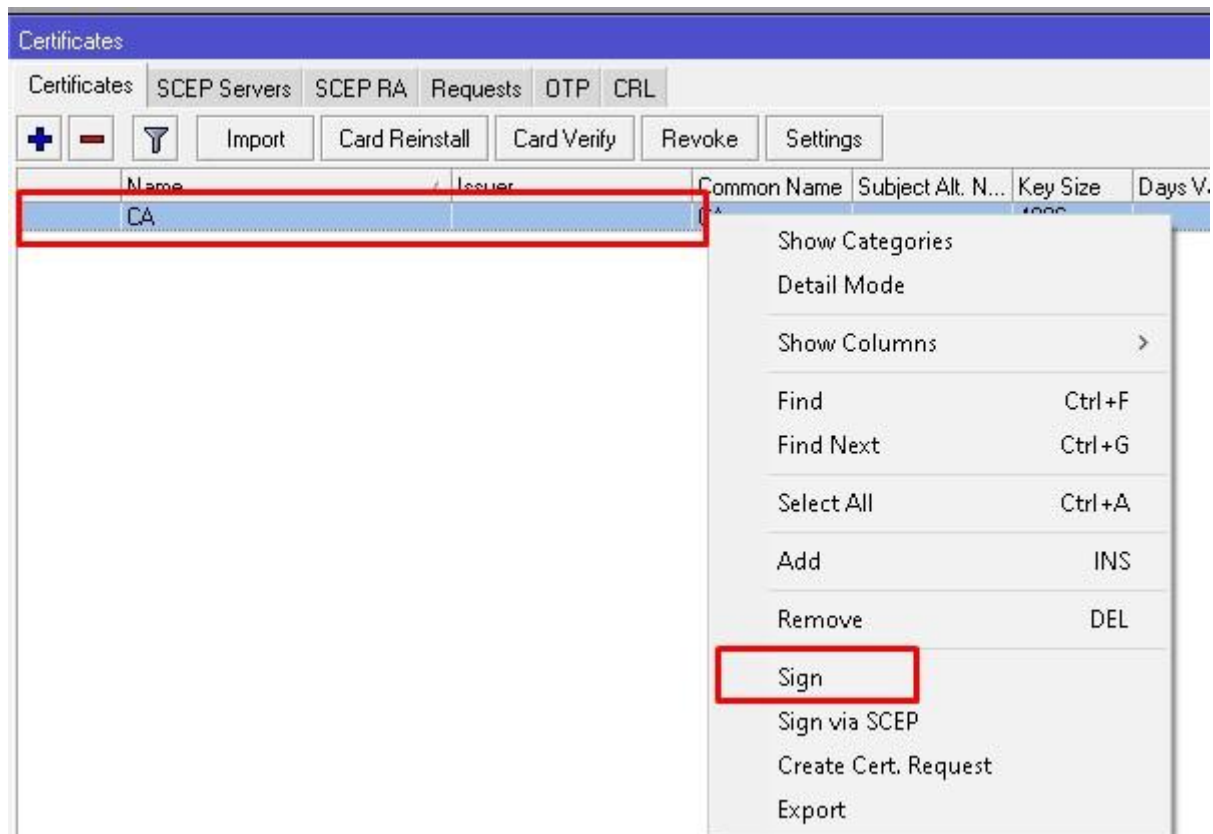 Certificates
Certificates SCEP Servers SCEP RA Requests OTP CRL
Import Card Reinstall Card Verify Revoke Settings
Name Issuer Common Name Subject Alt. N... Key Size Days
CA
Show Categories
Detail Mode
Show Columns
Find Ctrl+F
Find Next Ctrl+G
Select All Ctrl+A
Add INS
Remove DEL
Sign
Sign via SCEP
Create Cert. Request
Export